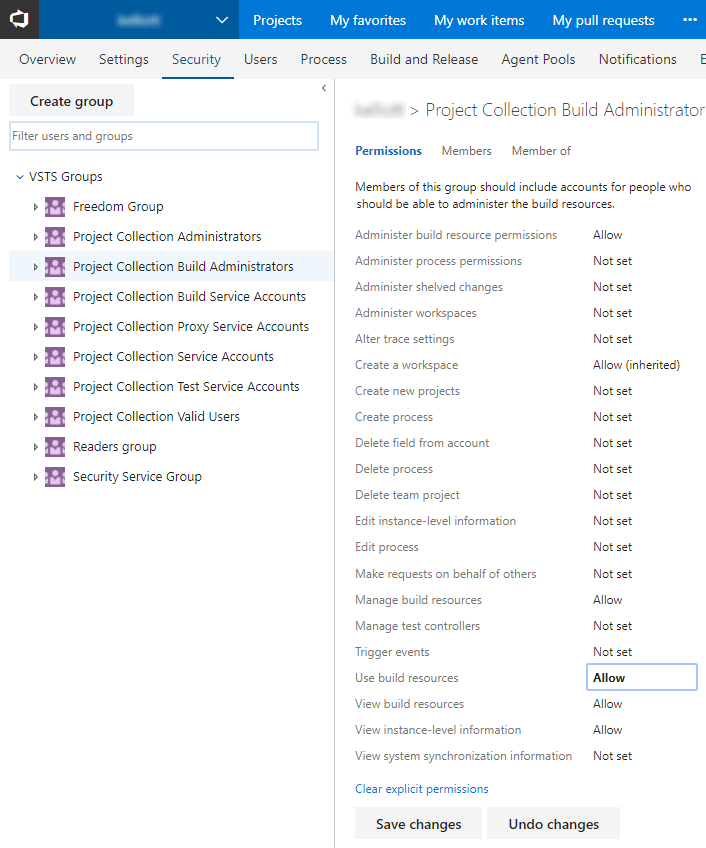 Projects My favorites My work items My pull requests ...
Overview Settings Security Users Process Build and Release Agent Pools Notifications
Create group
Filter users and groups
VSTS Groups
Freedom Group
Project Collection Administrators
Project Collection Build Administrators
Project Collection Build Service Accounts
Project Collection Proxy Service Accounts
Project Collection Service Accounts
Project Collection Test Service Accounts
Project Collection Valid Users
Readers group
Security Service Group
> Project Collection Build Administrator
Permissions Members Member of
Members of this group should include accounts for people who
should be able to administer the build resources.
Administer build resource permissions Allow
Administer process permissions Not set
Administer shelved changes Not set
Administer workspaces Not set
Alter trace settings Not set
Create a workspace Allow (inherited)
Create new projects Not set
Create process Not set
Delete field from account Not set
Delete process Not set
Delete team project Not set
Edit instance-level information Not set
Edit process Not set
Make requests on behalf of others Not set
Manage build resources Allow
Manage test controllers Not set
Trigger events Not set
Use build resources Allow
View build resources Allow
View instance-level information Allow
View system synchronization information Not set
Clear explicit permissions
Save changes Undo changes